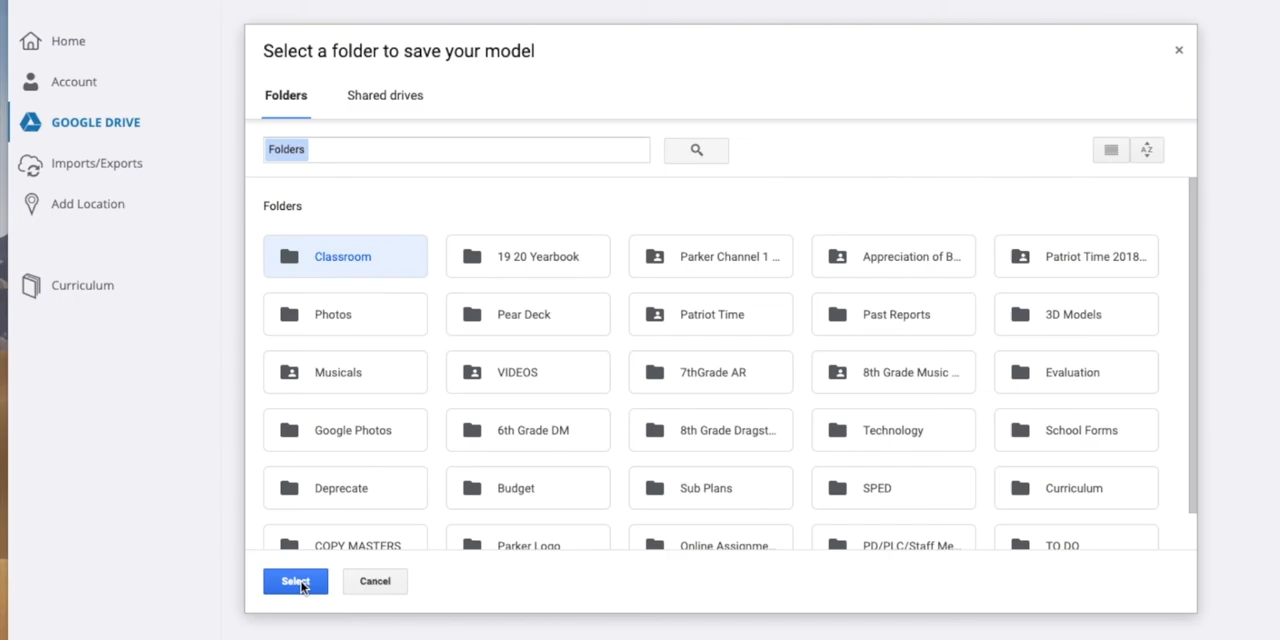 Home
Account
GOOGLE DRIVE
Imports/Exports
Add Location
Curriculum
Select a folder to save your model
×
Folders Shared drives
Folders
AZ
Folders
Classroom 19 20 Yearbook Parker Channel 1 ... Appreciation of B... Patriot Time 2018...
Photos Pear Deck Patriot Time Past Reports 3D Models
Musicals VIDEOS 7thGrade AR 8th Grade Music ... Evaluation
Google Photos 6th Grade DM 8th Grade Dragst... Technology School Forms
Deprecate Budget Sub Plans SPED Curriculum
COPY MASTERS Parker Logo Online Assignme... PD/PLC/Staff Me... TO DO
Select Cancel